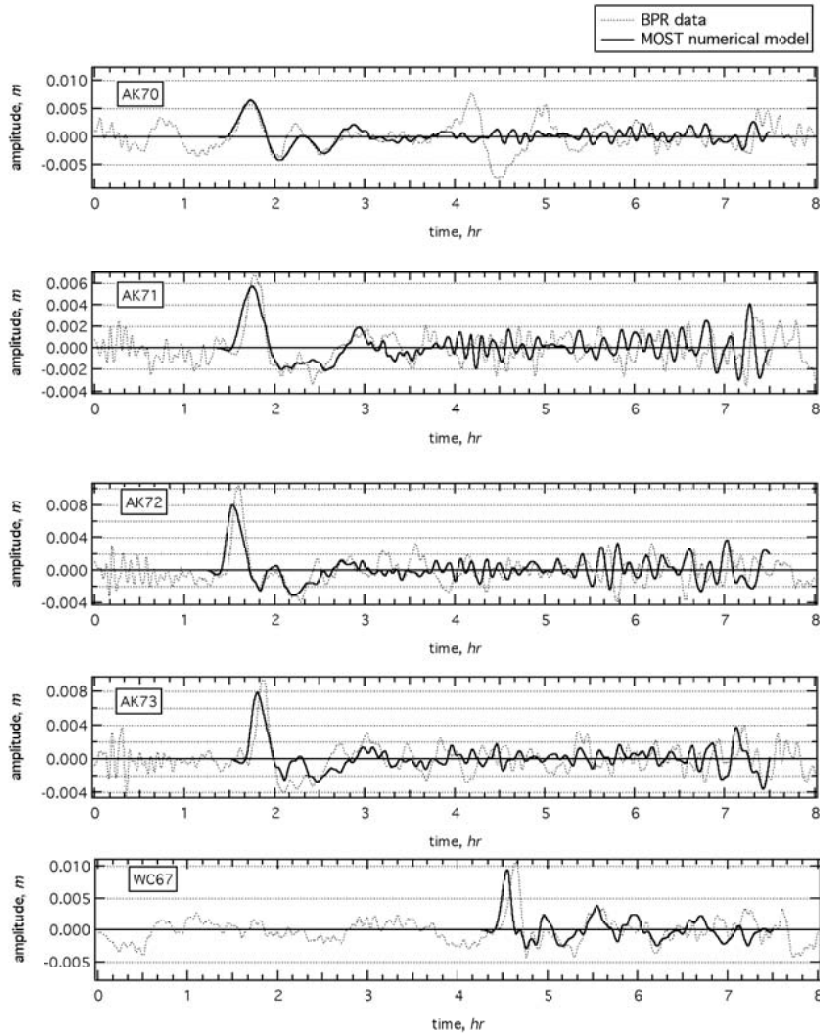 BPR data
MOST numerical model
amplitude, m
0.010
0.005
0.000
-0.005
AK70
0 1 2 3 4 5 6 7 8
time, hr
amplitude, m
0.006
0.004
0.002
0.000
-0.002
-0.004
AK71
0 1 2 3 4 5 6 7 8
time, hr
amplitude, m
0.008
0.004
0.000
-0.004
AK72
0 1 2 3 4 5 6 7 8
time, hr
amplitude, m
0.008
0.004
0.000
-0.004
AK73
0 1 2 3 4 5 6 7 8
time, hr
amplitude, m
0.010
0.005
0.000
-0.005
WC67
0 1 2 3 4 5 6 7 8
time, hr